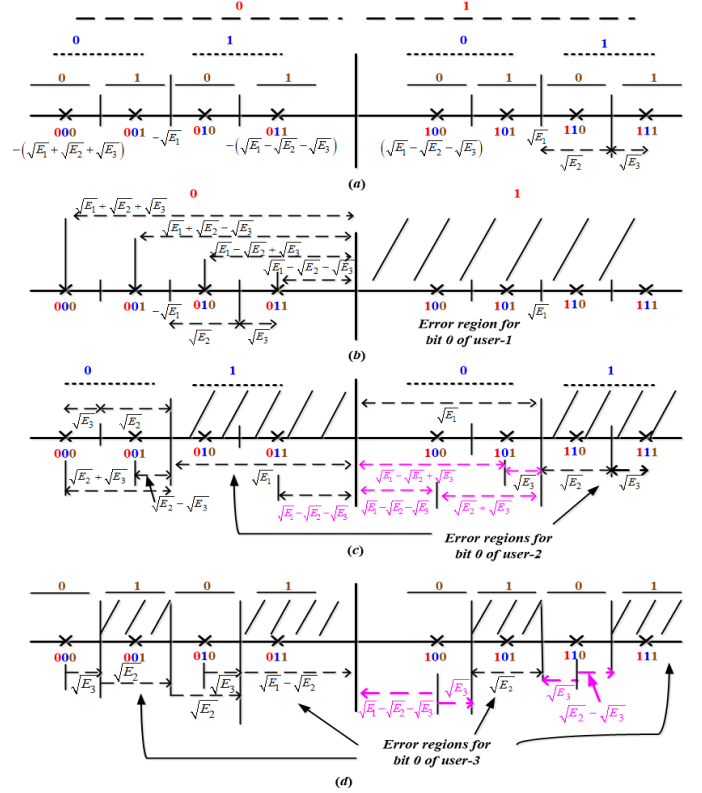 0 1
0 1 0 1
0 1 0 1 0 1 0 1
000 001 -√E₁ 010 011 100 101 √E₁ 110 111
-(√E₁+√E₂+√E₃) -(√E₁-√E₂-√E₃) (√E₁-√E₂-√E₃) √E₂ √E₃
(a)
0 1
√E₁+√E₂+√E₃
√E₁+√E₂-√E₃
√E₁-√E₂+√E₃
√E₁-√E₂-√E₃
000 001 -√E₁ 010 011 100 101 √E₁ 110 111
√E₂ √E₃
Error region for
bit 0 of user-1
(b)
0 1 0 1
√E₃ √E₂ √E₁
000 001 010 011 100 101 110 111
√E₂+√E₃ √E₁ √E₁-√E₂+√E₃ √E₃ √E₂ √E₃
√E₂-√E₃ √E₁-√E₂-√E₃ √E₁-√E₂-√E₃ √E₂+√E₃
Error regions for
bit 0 of user-2
(c)
0 1 0 1 0 1 0 1
000 001 010 011 100 101 110 111
√E₃ √E₂ √E₃ √E₁-√E₂ √E₃ √E₂ √E₃
√E₂ √E₁-√E₂-√E₃ √E₂-√E₃
Error regions for
bit 0 of user-3
(d)